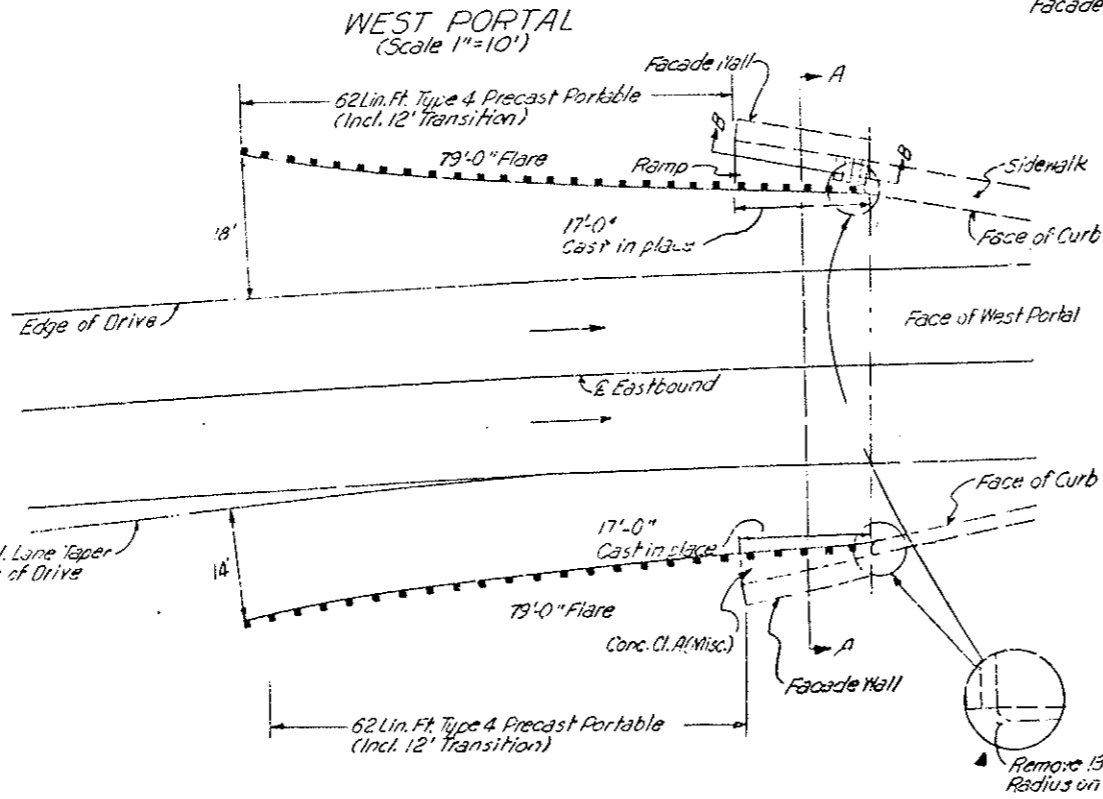 Facade
WEST PORTAL
(Scale 1"=10')
Facade Wall
A
62 Lin. Ft. Type 4 Precast Portable
(Incl. 12' Transition)
B
B
79'-0" Flare
Ramp
Sidewalk
18'
17'-0"
Cast in place
Face of Curb
Edge of Drive
Face of West Portal
℄ Eastbound
Face of Curb
17'-0"
Cast in place
Lane Taper
of Drive
14'
79'-0" Flare
Conc. Cl. A (Misc.)
A
Facade Wall
62 Lin. Ft. Type 4 Precast Portable
(Incl. 12' Transition)
Remove
Radius on